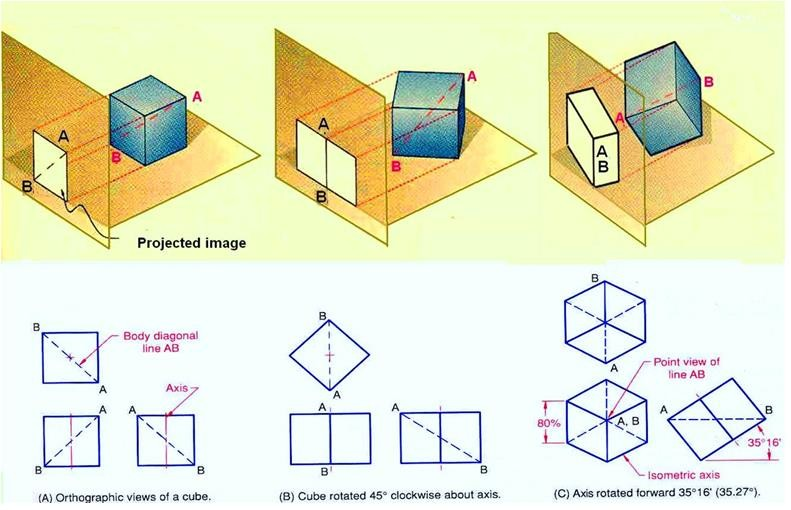 A
A
B
B
Projected image
A
A
B
B
B
A
A
B
B
Body diagonal
line AB
A
Axis
A
A
B
B
(A) Orthographic views of a cube.
B
A
A
A
B
B
(B) Cube rotated 45° clockwise about axis.
B
A
Point view of
line AB
80%
A, B
A
B
35°16'
Isometric axis
(C) Axis rotated forward 35°16' (35.27°).